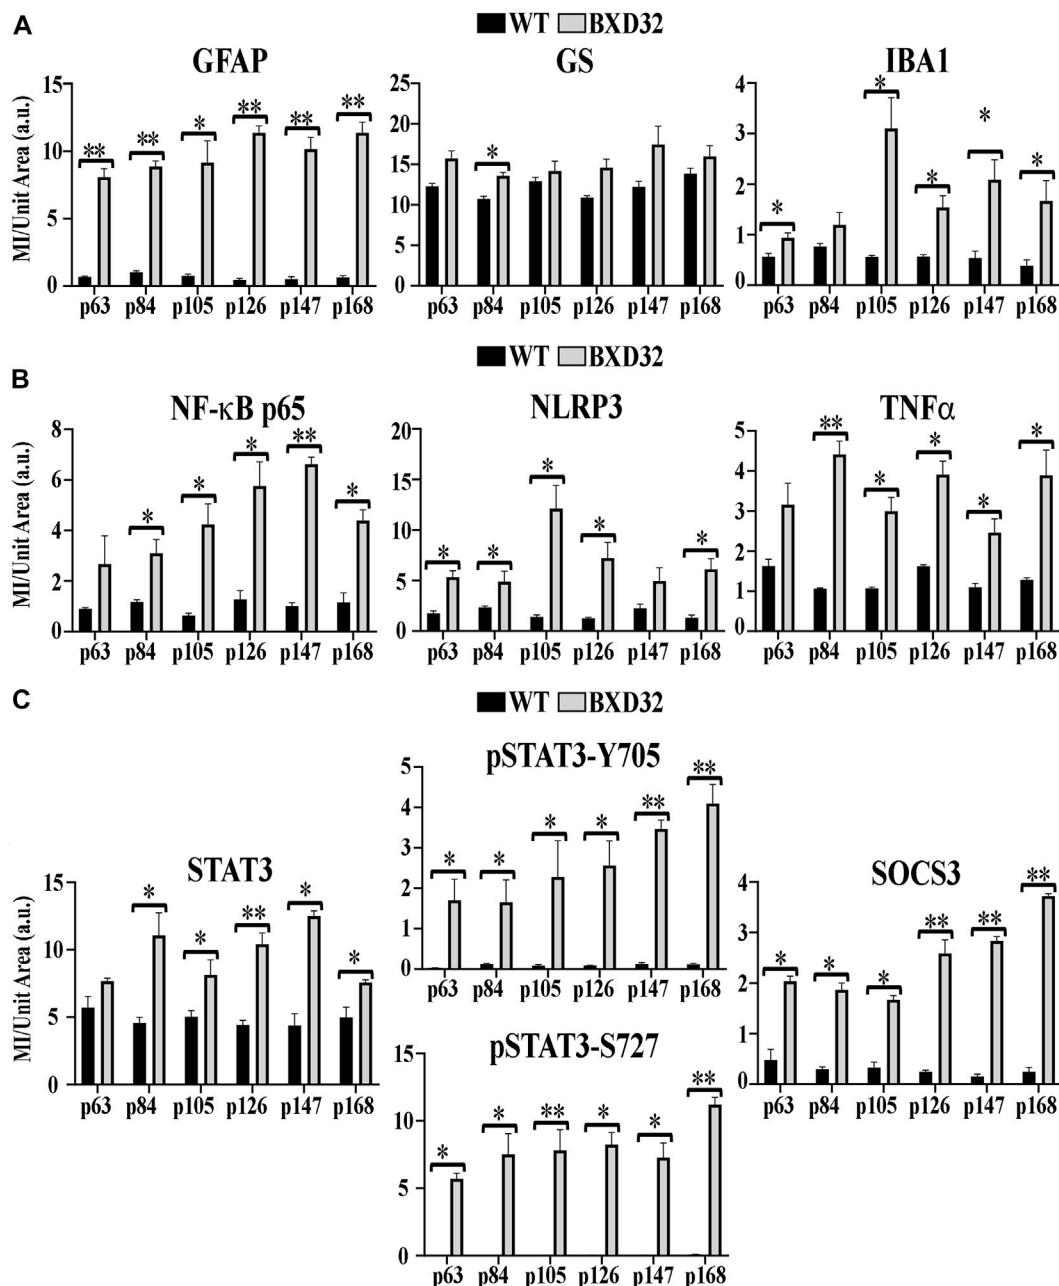 A
WT BXD32
GFAP GS IBA1
MI/Unit Area (a.u.)
15 10 5 0
** ** * ** ** **
p63 p84 p105 p126 p147 p168
25 20 15 10 5 0
*
p63 p84 p105 p126 p147 p168
4 3 2 1 0
* * * * *
p63 p84 p105 p126 p147 p168
B
WT BXD32
NF-κB p65 NLRP3 TNFα
MI/Unit Area (a.u.)
8 6 4 2 0
* * * ** *
p63 p84 p105 p126 p147 p168
20 15 10 5 0
* * * * *
p63 p84 p105 p126 p147 p168
5 4 3 2 1 0
** * * * *
p63 p84 p105 p126 p147 p168
C
WT BXD32
STAT3
MI/Unit Area (a.u.)
15 10 5 0
* * ** * *
p63 p84 p105 p126 p147 p168
pSTAT3-Y705
5 4 3 2 1 0
* * * * ** **
p63 p84 p105 p126 p147 p168
pSTAT3-S727
15 10 5 0
* * ** * * **
p63 p84 p105 p126 p147 p168
SOCS3
4 3 2 1 0
* * * ** ** **
p63 p84 p105 p126 p147 p168